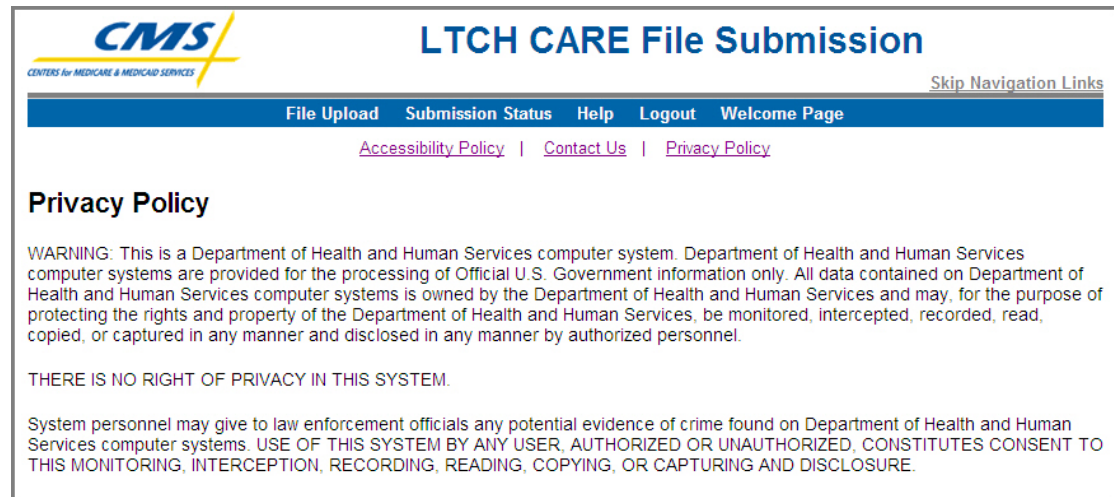 CMS
CENTERS for MEDICARE & MEDICAID SERVICES
LTCH CARE File Submission
Skip Navigation Links
File Upload Submission Status Help Logout Welcome Page
Accessibility Policy | Contact Us | Privacy Policy
Privacy Policy
WARNING: This is a Department of Health and Human Services computer system. Department of Health and Human Services
computer systems are provided for the processing of Official U.S. Government information only. All data contained on Department of
Health and Human Services computer systems is owned by the Department of Health and Human Services and may, for the purpose of
protecting the rights and property of the Department of Health and Human Services, be monitored, intercepted, recorded, read,
copied, or captured in any manner and disclosed in any manner by authorized personnel.
THERE IS NO RIGHT OF PRIVACY IN THIS SYSTEM.
System personnel may give to law enforcement officials any potential evidence of crime found on Department of Health and Human
Services computer systems. USE OF THIS SYSTEM BY ANY USER, AUTHORIZED OR UNAUTHORIZED, CONSTITUTES CONSENT TO
THIS MONITORING, INTERCEPTION, RECORDING, READING, COPYING, OR CAPTURING AND DISCLOSURE.